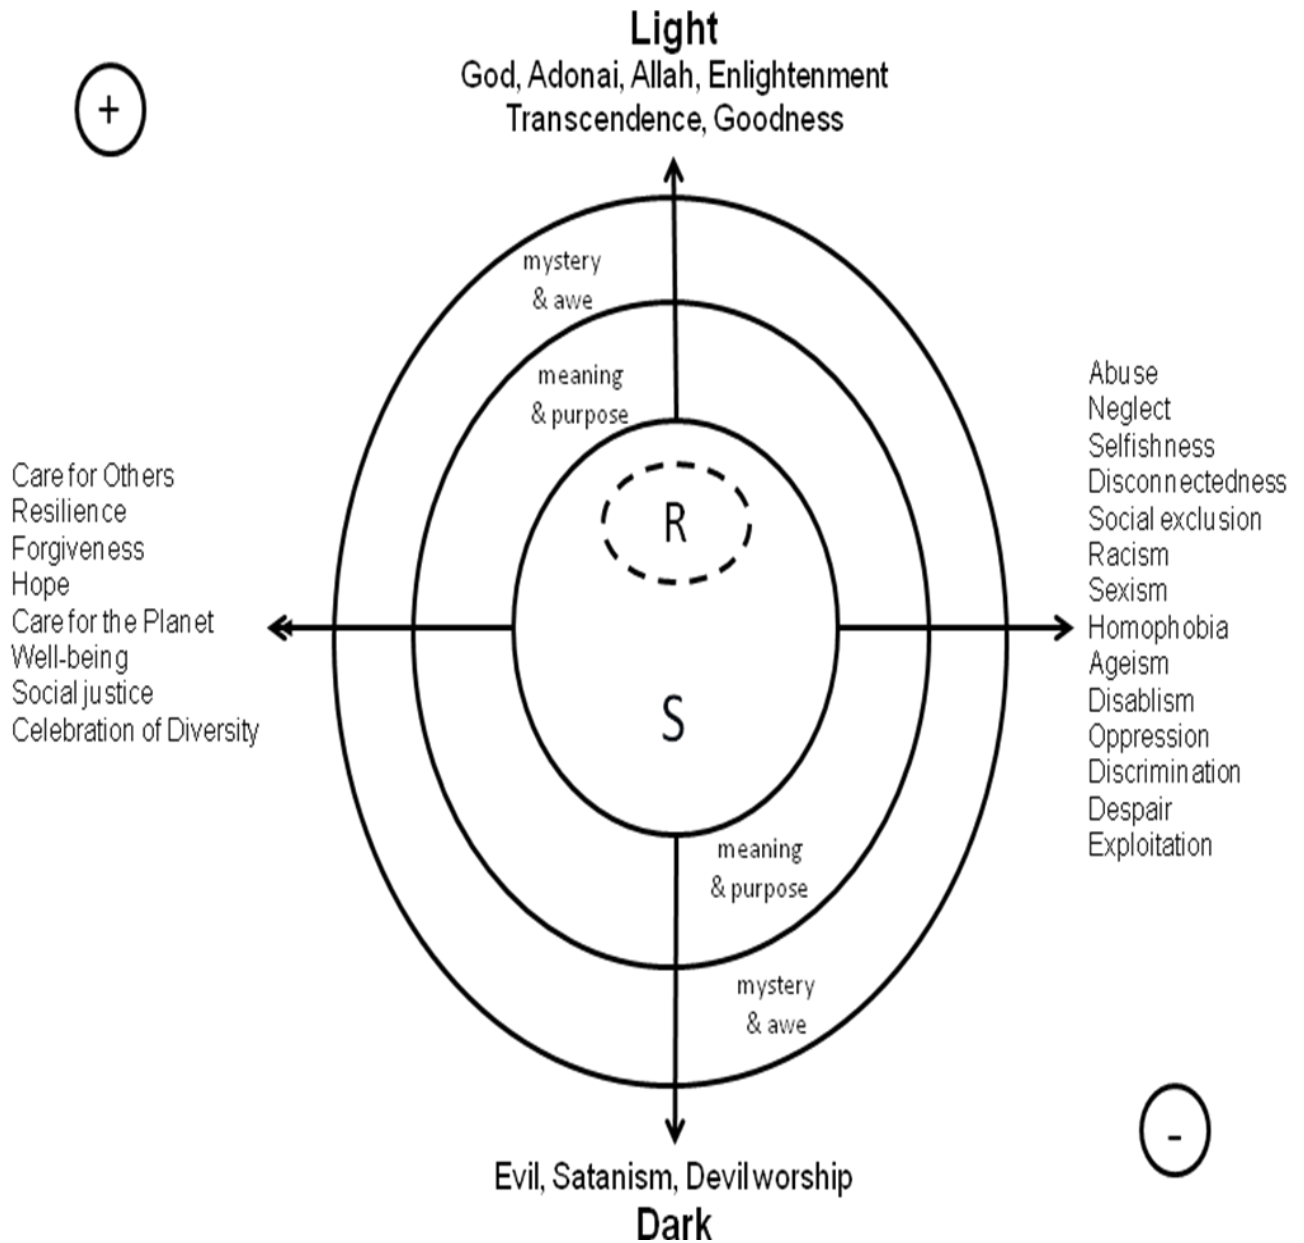 Light
God, Adonai, Allah, Enlightenment
Transcendence, Goodness
+
mystery
& awe
meaning
& purpose
R
S
Care for Others
Resilience
Forgiveness
Hope
Care for the Planet
Well-being
Social justice
Celebration of Diversity
Abuse
Neglect
Selfishness
Disconnectedness
Social exclusion
Racism
Sexism
Homophobia
Ageism
Disablism
Oppression
Discrimination
Despair
Exploitation
meaning
& purpose
mystery
& awe
-
Evil, Satanism, Devil worship
Dark